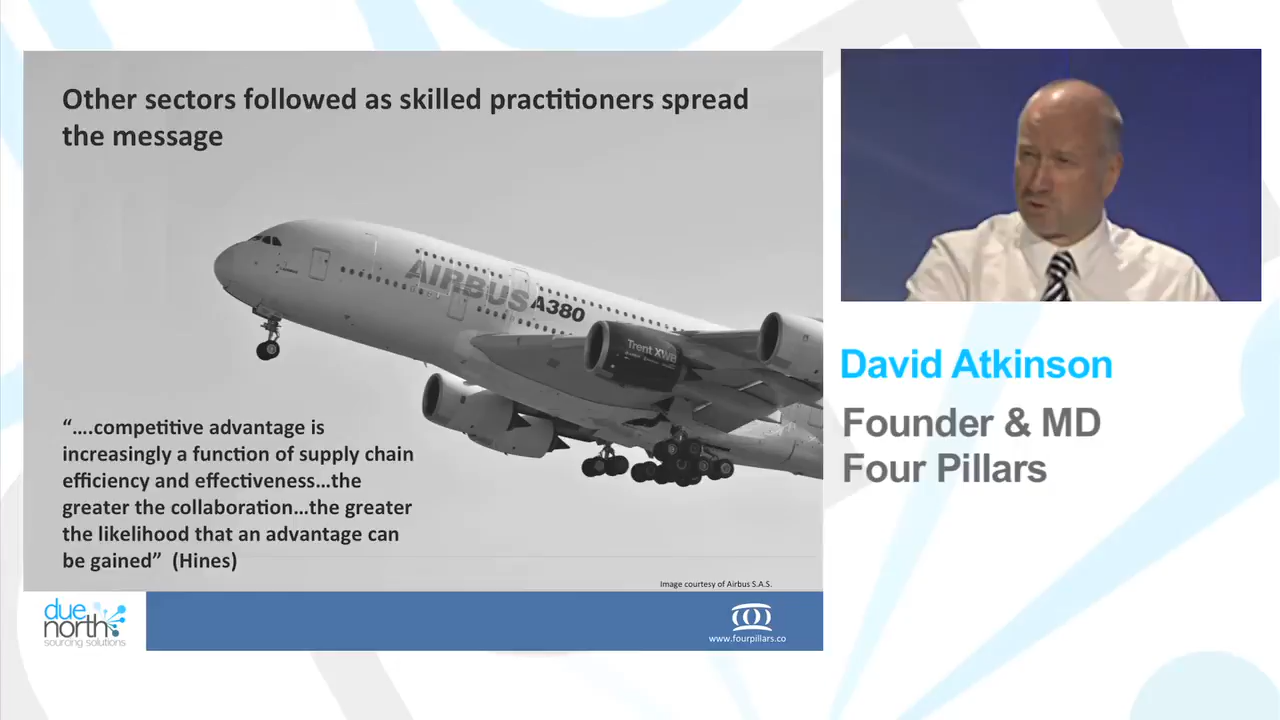 Other sectors followed as skilled practitioners spread
the message
AIRBUS A380
Trent XWB
“….competitive advantage is
increasingly a function of supply chain
efficiency and effectiveness…the
greater the collaboration…the greater
the likelihood that an advantage can
be gained” (Hines)
Image courtesy of Airbus S.A.S.
due
north
sourcing solutions
www.fourpillars.co
David Atkinson
Founder & MD
Four Pillars